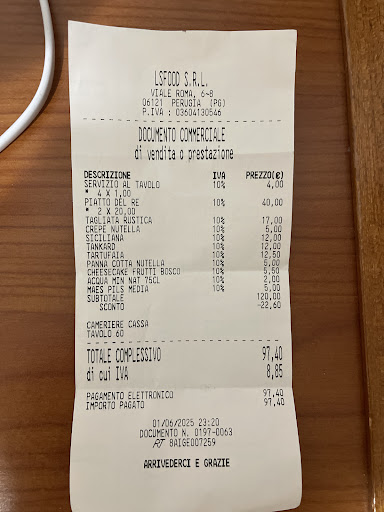 LSFOOD S.R.L.
VIALE ROMA, 6-8
06121 PERUGIA (PG)
P.IVA : 03604130546
DOCUMENTO COMMERCIALE
di vendita o prestazione
DESCRIZIONE IVA PREZZO(€)
SERVIZIO AL TAVOLO 10% 4,00
* 4 X 1,00
PIATTO DEL RE 10% 40,00
* 2 X 20,00
TAGLIATA RUSTICA 10% 17,00
CREPE NUTELLA 10% 5,00
SICILIANA 10% 12,00
TANKARD 10% 12,00
TARTUFAIA 10% 12,50
PANNA COTTA NUTELLA 10% 5,00
CHEESECAKE FRUTTI BOSCO 10% 5,50
ACQUA MIN NAT 75CL 10% 2,00
MAES PILS MEDIA 10% 5,00
SUBTOTALE 120,00
SCONTO -22,60
CAMERIERE CASSA
TAVOLO 60
TOTALE COMPLESSIVO 97,40
di cui IVA 8,85
PAGAMENTO ELETTRONICO 97,40
IMPORTO PAGATO 97,40
01/06/2025 23:20
DOCUMENTO N. 0197-0063
RT 8AIGE007259
ARRIVEDERCI E GRAZIE